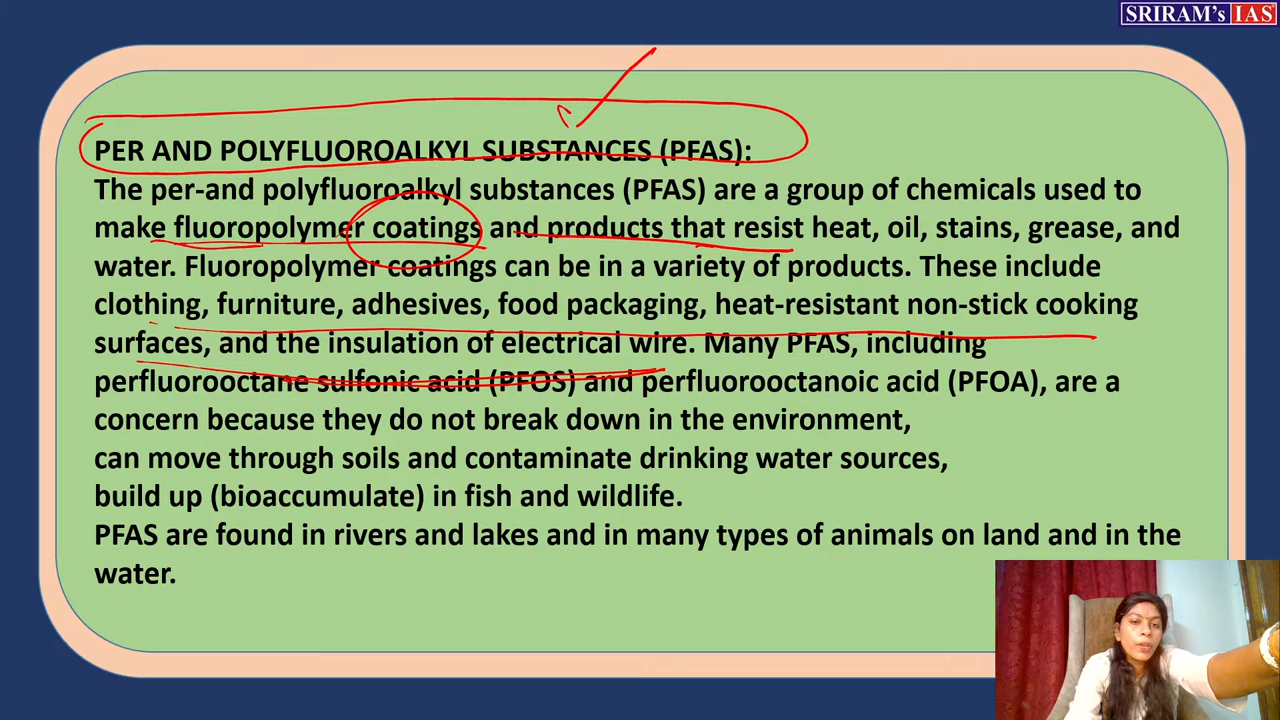 SRIRAM's IAS
PER AND POLYFLUOROALKYL SUBSTANCES (PFAS):
The per-and polyfluoroalkyl substances (PFAS) are a group of chemicals used to
make fluoropolymer coatings and products that resist heat, oil, stains, grease, and
water. Fluoropolymer coatings can be in a variety of products. These include
clothing, furniture, adhesives, food packaging, heat-resistant non-stick cooking
surfaces, and the insulation of electrical wire. Many PFAS, including
perfluorooctane sulfonic acid (PFOS) and perfluorooctanoic acid (PFOA), are a
concern because they do not break down in the environment,
can move through soils and contaminate drinking water sources,
build up (bioaccumulate) in fish and wildlife.
PFAS are found in rivers and lakes and in many types of animals on land and in the
water.